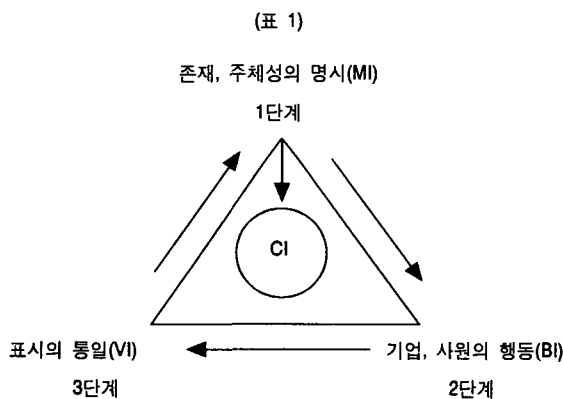 (표 1)
존재, 주체성의 명시(MI)
1단계
CI
표시의 통일(VI)
3단계
기업, 사원의 행동(BI)
2단계